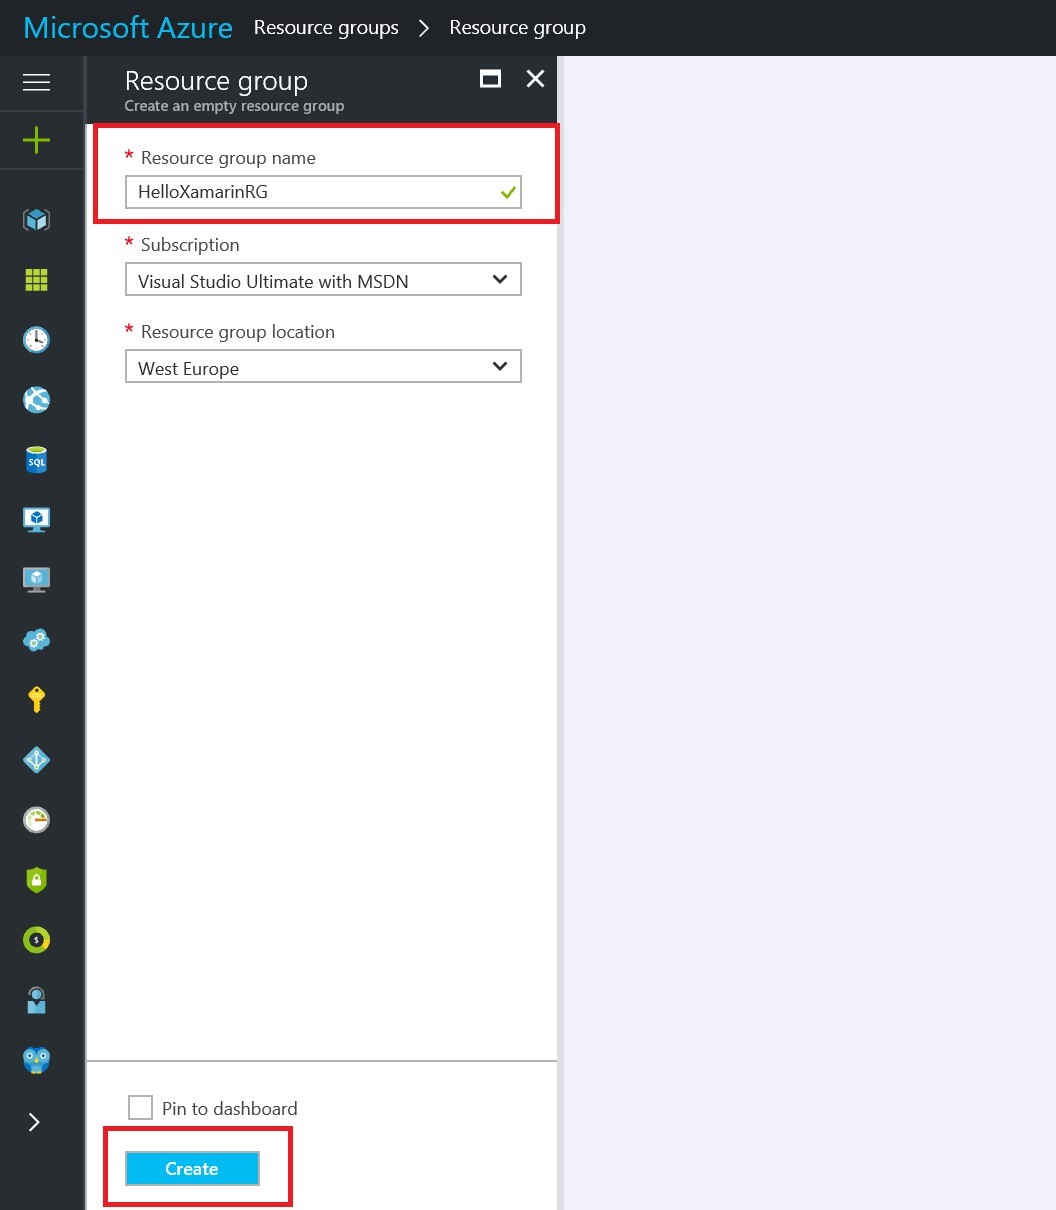 Microsoft Azure Resource groups > Resource group
Resource group
Create an empty resource group
* Resource group name
HelloXamarinRG
* Subscription
Visual Studio Ultimate with MSDN
* Resource group location
West Europe
SQL
$
Pin to dashboard
Create